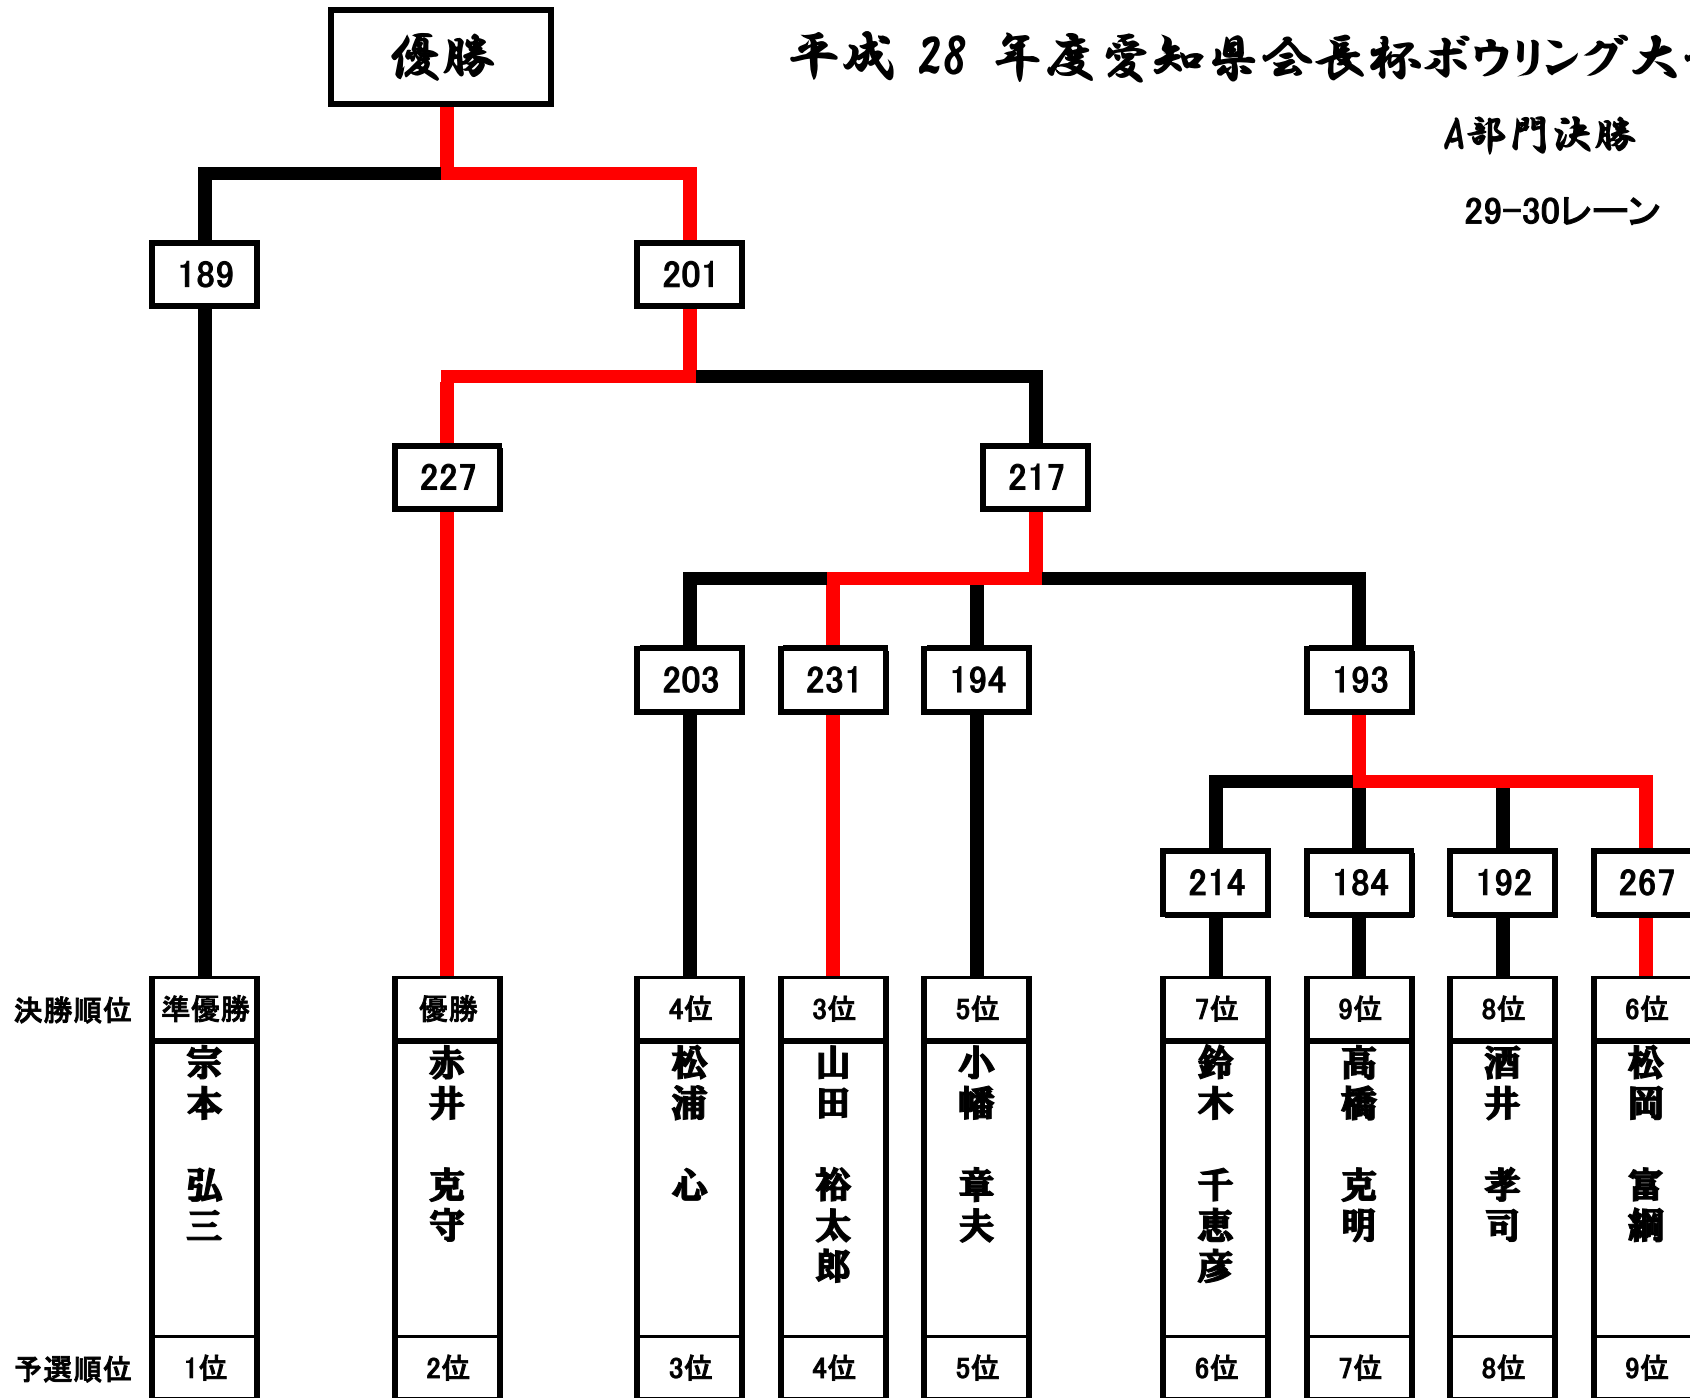 優勝
平成 28 年度愛知県会長杯ボウリング大
A部門決勝
29-30レーン
189
201
227
217
203
231
194
193
214
184
192
267
決勝順位
準優勝
優勝
4位
3位
5位
7位
9位
8位
6位
宗本 弘三
赤井 克守
松浦 心
山田 裕太郎
小幡 章夫
鈴木 千恵彦
髙橋 克明
酒井 孝司
松岡 富綱
予選順位
1位
2位
3位
4位
5位
6位
7位
8位
9位